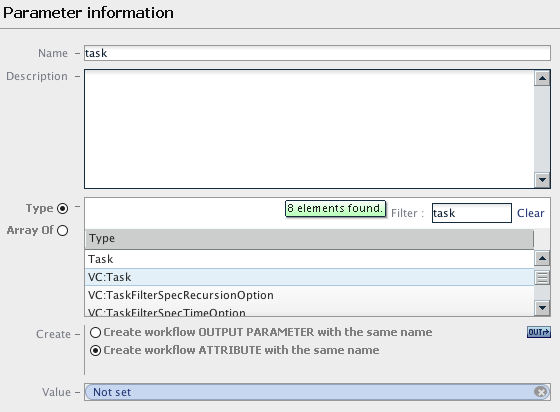 Parameter information
Name – task
Description –
Type –
8 elements found. Filter : task Clear
Array Of
Type
Task
VC:Task
VC:TaskFilterSpecRecursionOption
VC:TaskFilterSpecTimeOption
Create – Create workflow OUTPUT PARAMETER with the same name OUT
Create workflow ATTRIBUTE with the same name
Value – Not set